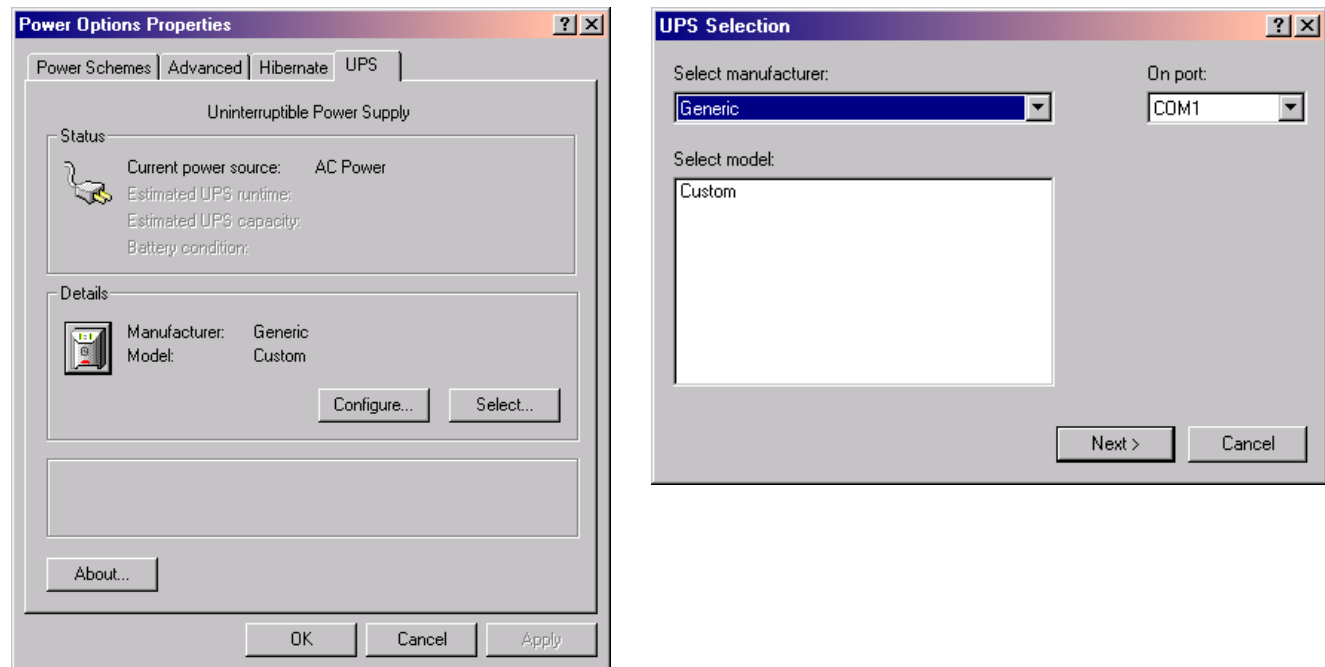 Power Options Properties
Power Schemes Advanced Hibernate UPS
Uninterruptible Power Supply
Status
Current power source: AC Power
Estimated UPS runtime:
Estimated UPS capacity:
Battery condition:
Details
Manufacturer: Generic
Model: Custom
Configure... Select...
About...
OK Cancel Apply
UPS Selection
Select manufacturer: On port:
Generic COM1
Select model:
Custom
Next > Cancel